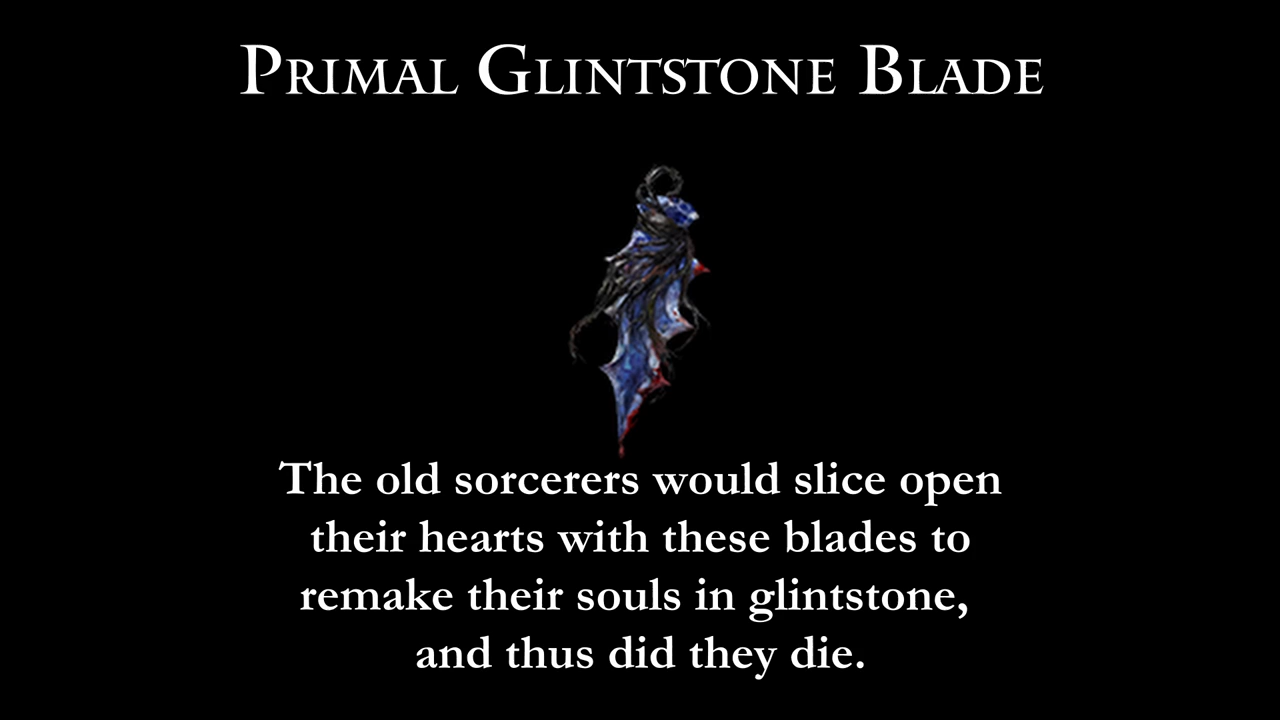 Primal Glintstone Blade
The old sorcerers would slice open
their hearts with these blades to
remake their souls in glintstone,
and thus did they die.